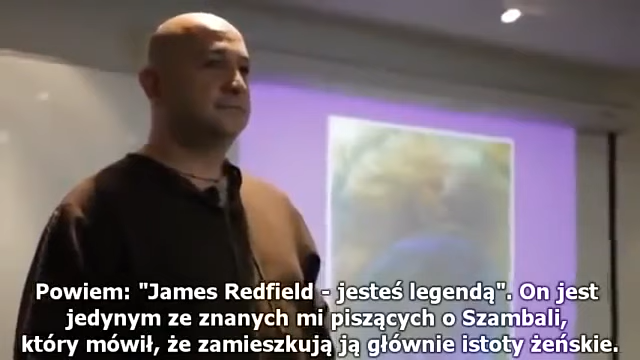 Powiem: "James Redfield - jesteś legendą". On jest
jedynym ze znanych mi piszących o Szambali,
który mówił, że zamieszkują ją głównie istoty żeńskie.